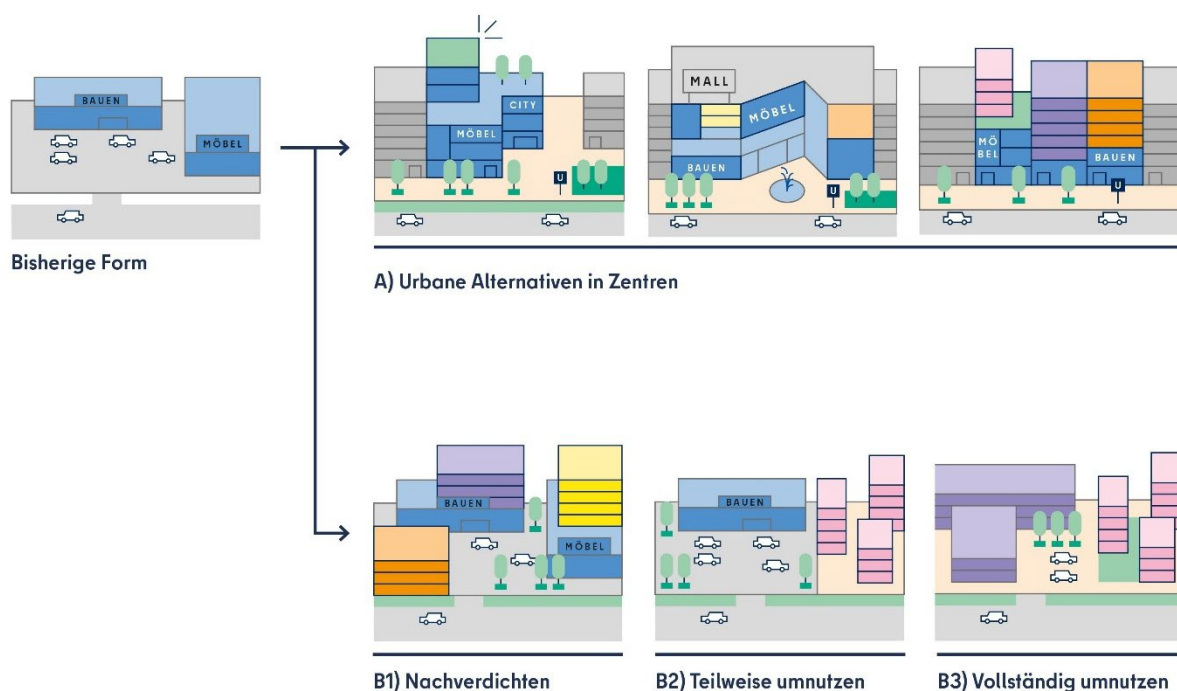 BAUEN
MÖBEL
Bisherige Form
CITY
MÖBEL
U
MALL
MÖBEL
BAUEN
U
MÖ
BEL
BAUEN
U
A) Urbane Alternativen in Zentren
BAUEN
MÖBEL
B1) Nachverdichten
BAUEN
B2) Teilweise umnutzen
B3) Vollständig umnutzen